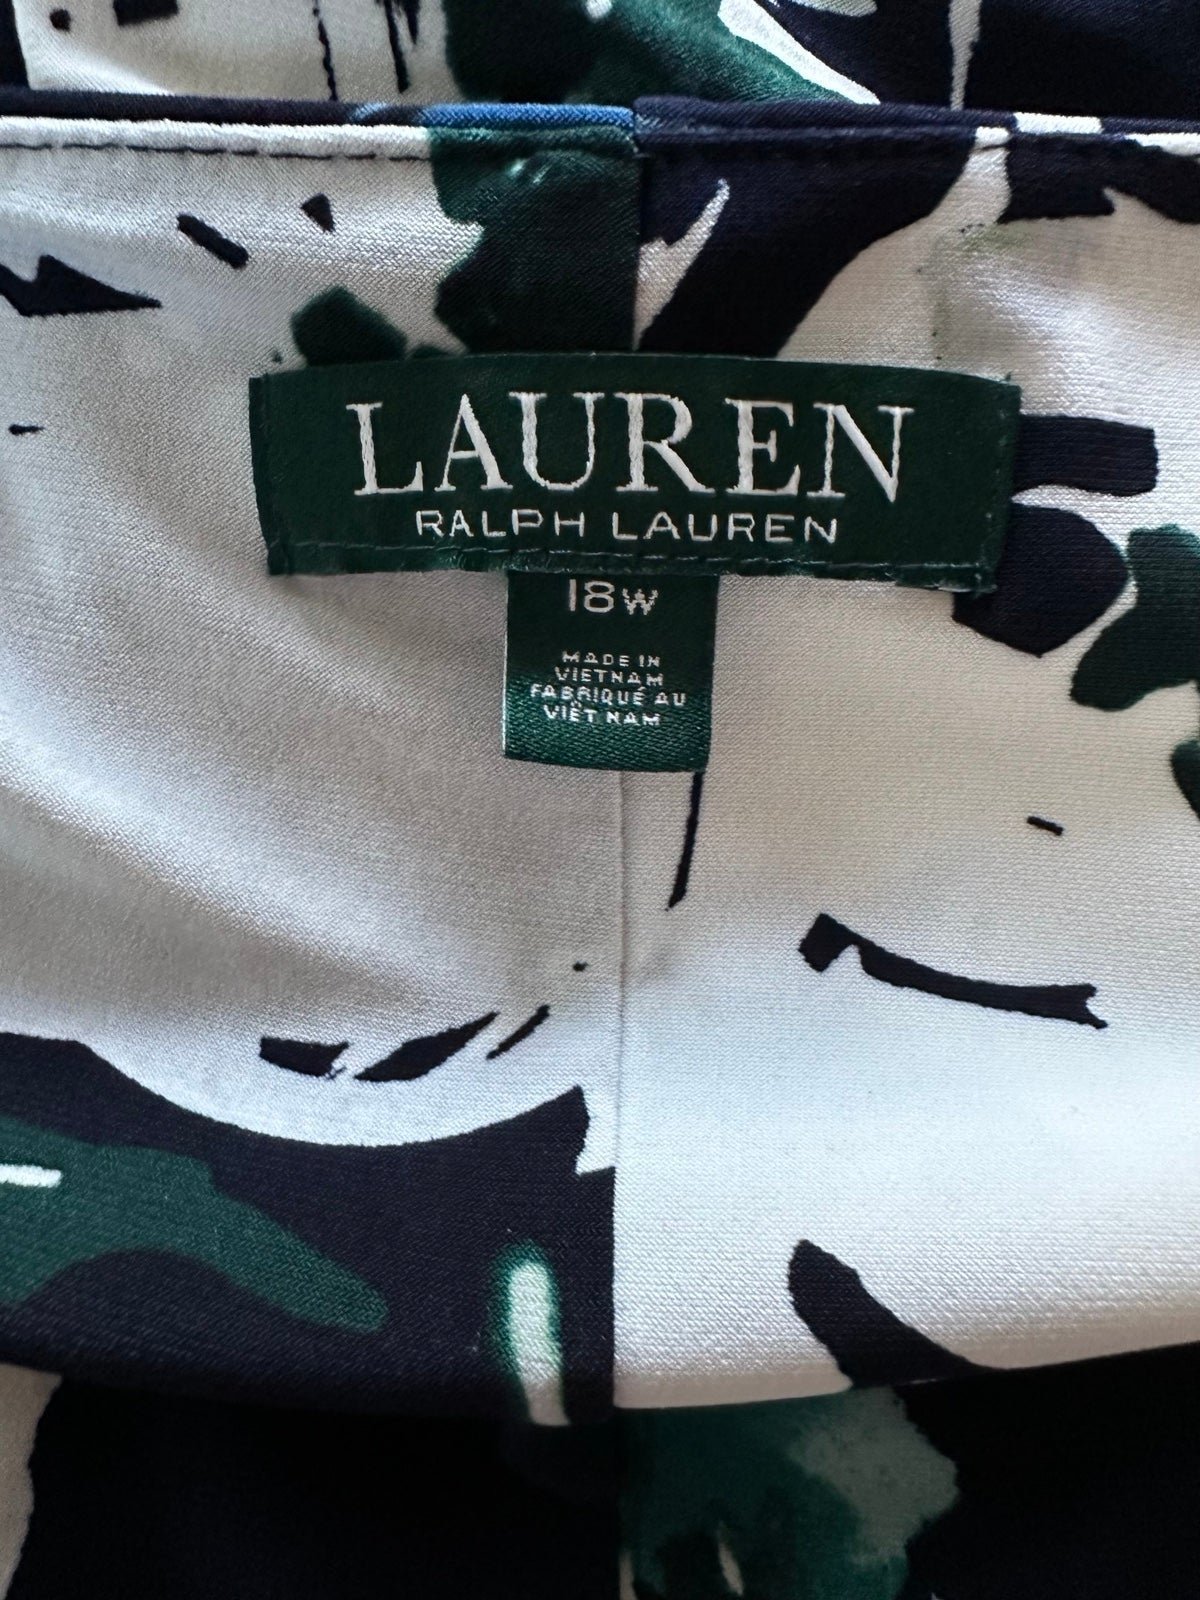 LAUREN
RALPH LAUREN
18W
MADE IN
VIETNAM
FABRIQUÉ AU
VIÊT NAM